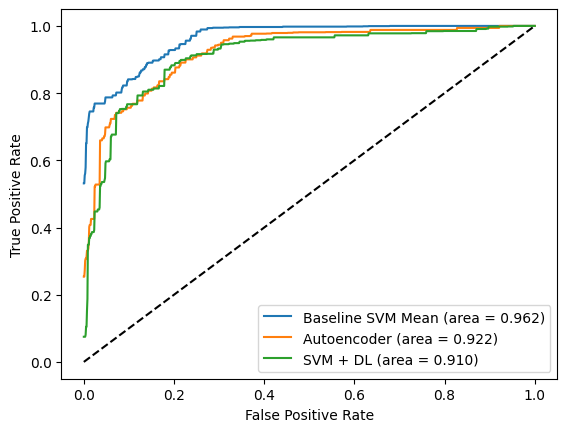 1.0
0.8
0.6
0.4
0.2
0.0
True Positive Rate
Baseline SVM Mean (area = 0.962)
Autoencoder (area = 0.922)
SVM + DL (area = 0.910)
0.0 0.2 0.4 0.6 0.8 1.0
False Positive Rate